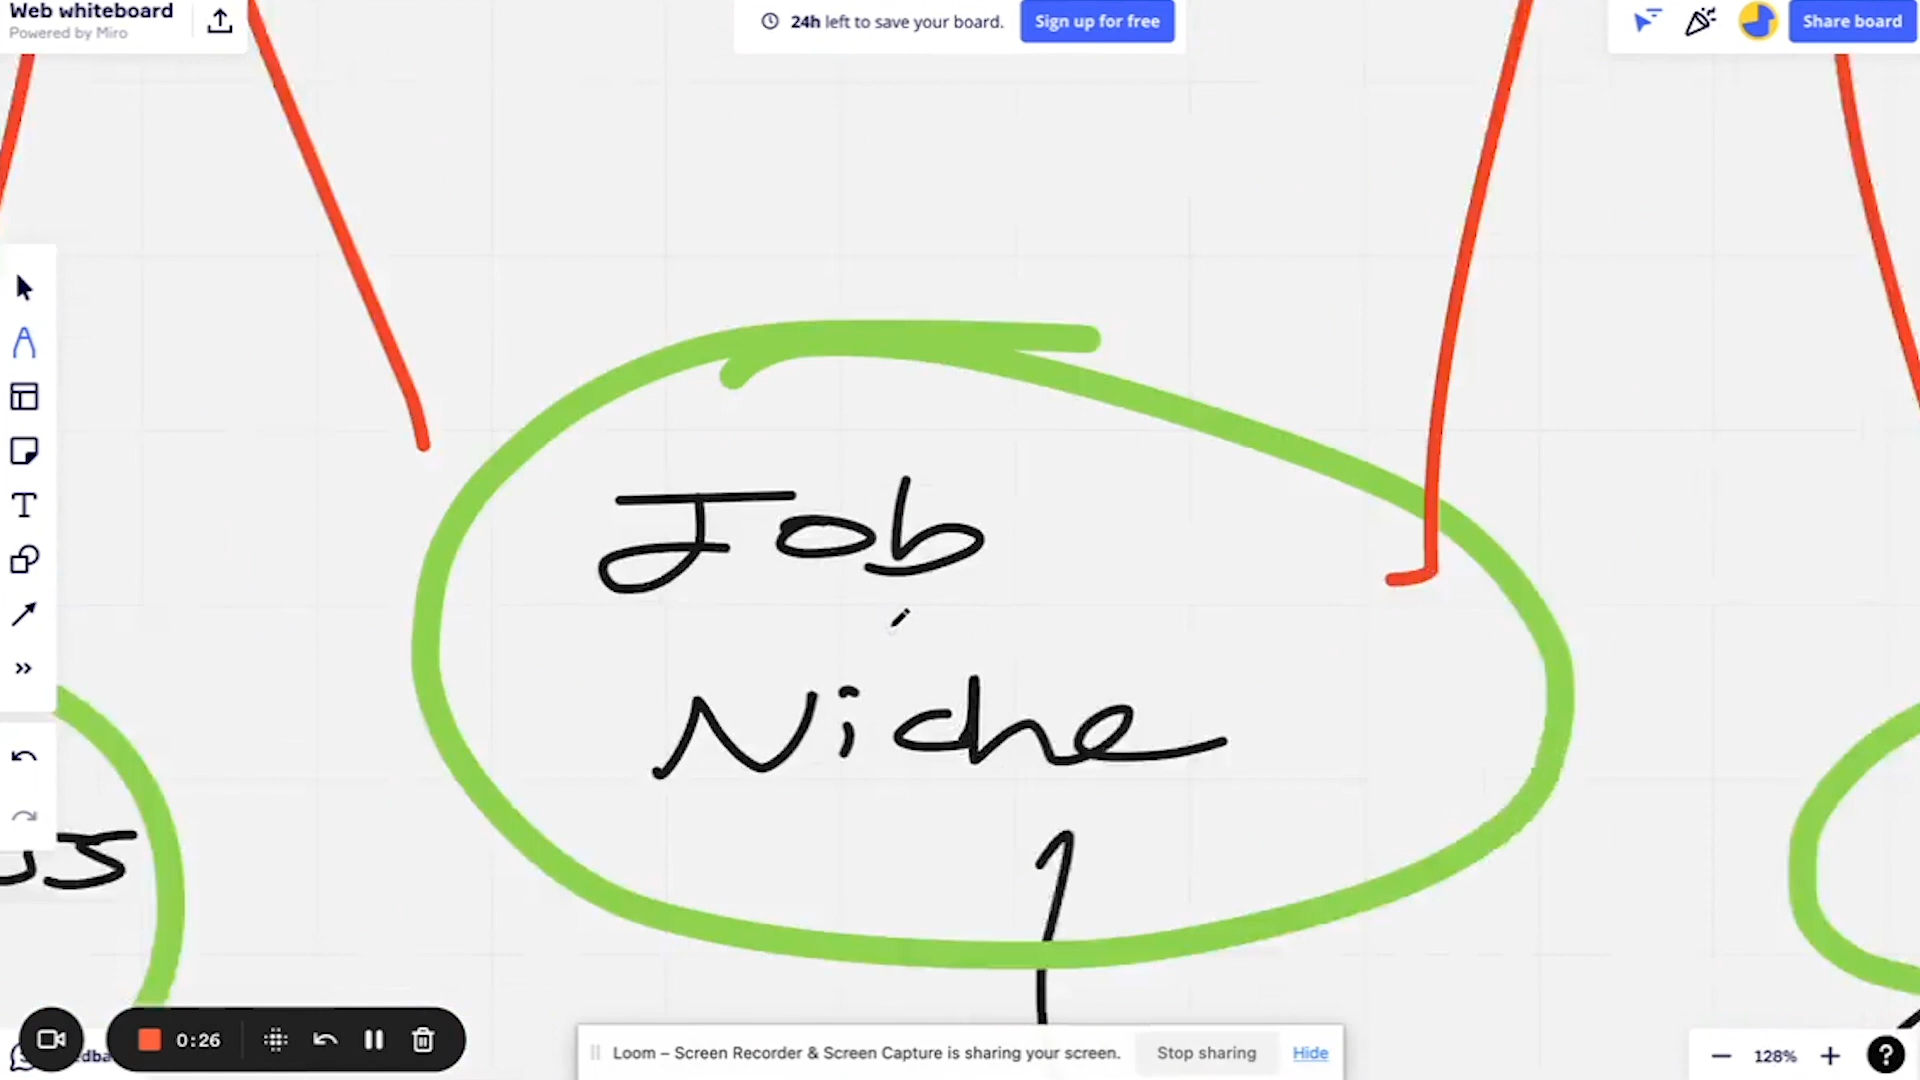 Web whiteboard
Powered by Miro
24h left to save your board.
Sign up for free
Share board
Job
Niche
0:26
Loom – Screen Recorder & Screen Capture is sharing your screen.
Stop sharing
Hide
128%